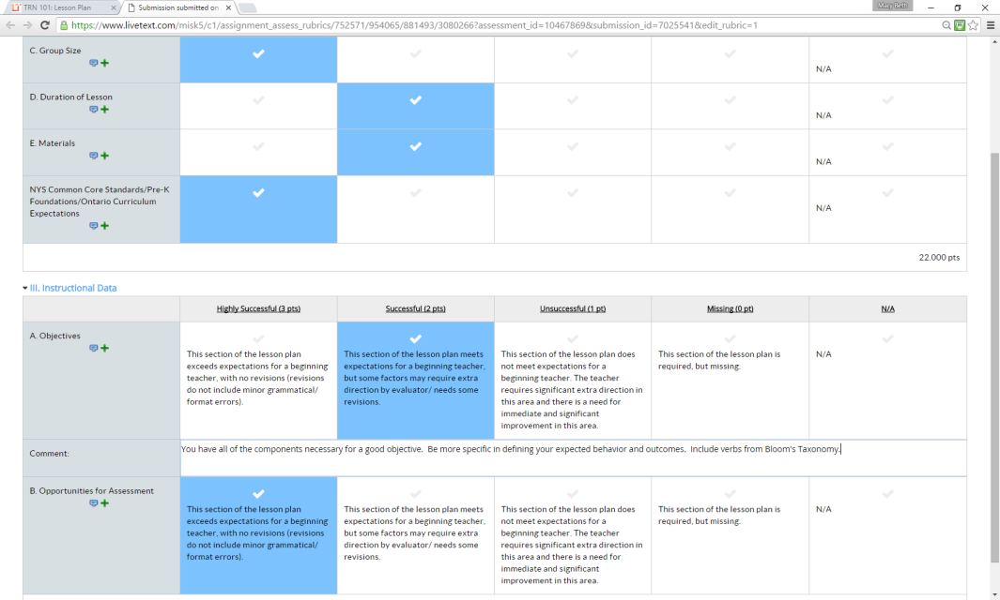 TRN 101: Lesson Plan
Submission submitted on
Mary Beth
https://www.livetext.com/misk5/c1/assignment_assess_rubrics/752571/954065/881493/3080266?assessment_id=10467869&submission_id=7025541&edit_rubric=1
C. Group Size
N/A
D. Duration of Lesson
N/A
E. Materials
N/A
NYS Common Core Standards/Pre-K
Foundations/Ontario Curriculum
Expectations
N/A
22.000 pts
III. Instructional Data
Highly Successful (3 pts)
Successful (2 pts)
Unsuccessful (1 pt)
Missing (0 pt)
N/A
A. Objectives
This section of the lesson plan
exceeds expectations for a beginning
teacher, with no revisions (revisions
do not include minor grammatical/
format errors).
This section of the lesson plan meets
expectations for a beginning teacher,
but some factors may require extra
direction by evaluator/ needs some
revisions.
This section of the lesson plan does
not meet expectations for a
beginning teacher. The teacher
requires significant extra direction in
this area and there is a need for
immediate and significant
improvement in this area.
This section of the lesson plan is
required, but missing.
N/A
Comment:
You have all of the components necessary for a good objective. Be more specific in defining your expected behavior and outcomes. Include verbs from Bloom's Taxonomy.
B. Opportunities for Assessment
This section of the lesson plan
exceeds expectations for a beginning
teacher, with no revisions (revisions
do not include minor grammatical/
format errors).
This section of the lesson plan meets
expectations for a beginning teacher,
but some factors may require extra
direction by evaluator/ needs some
revisions.
This section of the lesson plan does
not meet expectations for a
beginning teacher. The teacher
requires significant extra direction in
this area and there is a need for
immediate and significant
improvement in this area.
This section of the lesson plan is
required, but missing.
N/A